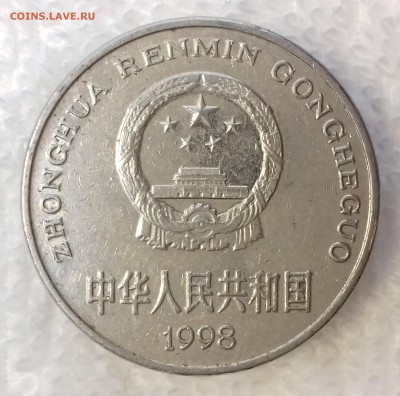 COINS.LAVE.RU
ZHONGHUA RENMIN GONGHEGUO
中华人民共和国
1998